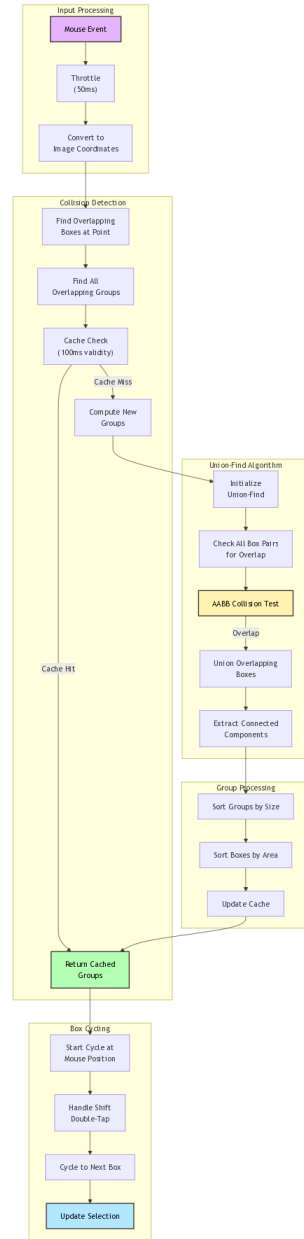 Input Processing
Mouse Event
Throttle
(50ms)
Convert to
Image Coordinates
Collision Detection
Find Overlapping
Boxes at Point
Find All
Overlapping Groups
Cache Check
(100ms validity)
Cache Miss
Compute New
Groups
Union-Find Algorithm
Initialize
Union-Find
Check All Box Pairs
for Overlap
AABB Collision Test
Overlap
Cache Hit
Union Overlapping
Boxes
Extract Connected
Components
Group Processing
Sort Groups by Size
Sort Boxes by Area
Update Cache
Return Cached
Groups
Box Cycling
Start Cycle at
Mouse Position
Handle Shift
Double-Tap
Cycle to Next Box
Update Selection